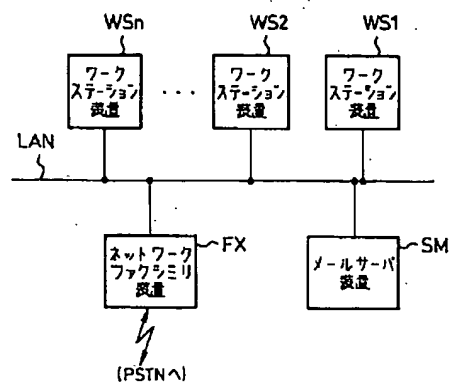 WSn
WS2
WS1
ワーク
ステーション
装置
...
ワーク
ステーション
装置
ワーク
ステーション
装置
LAN
ネットワーク
ファクシミリ
装置
FX
メールサーバ
装置
SM
(PSTNへ)